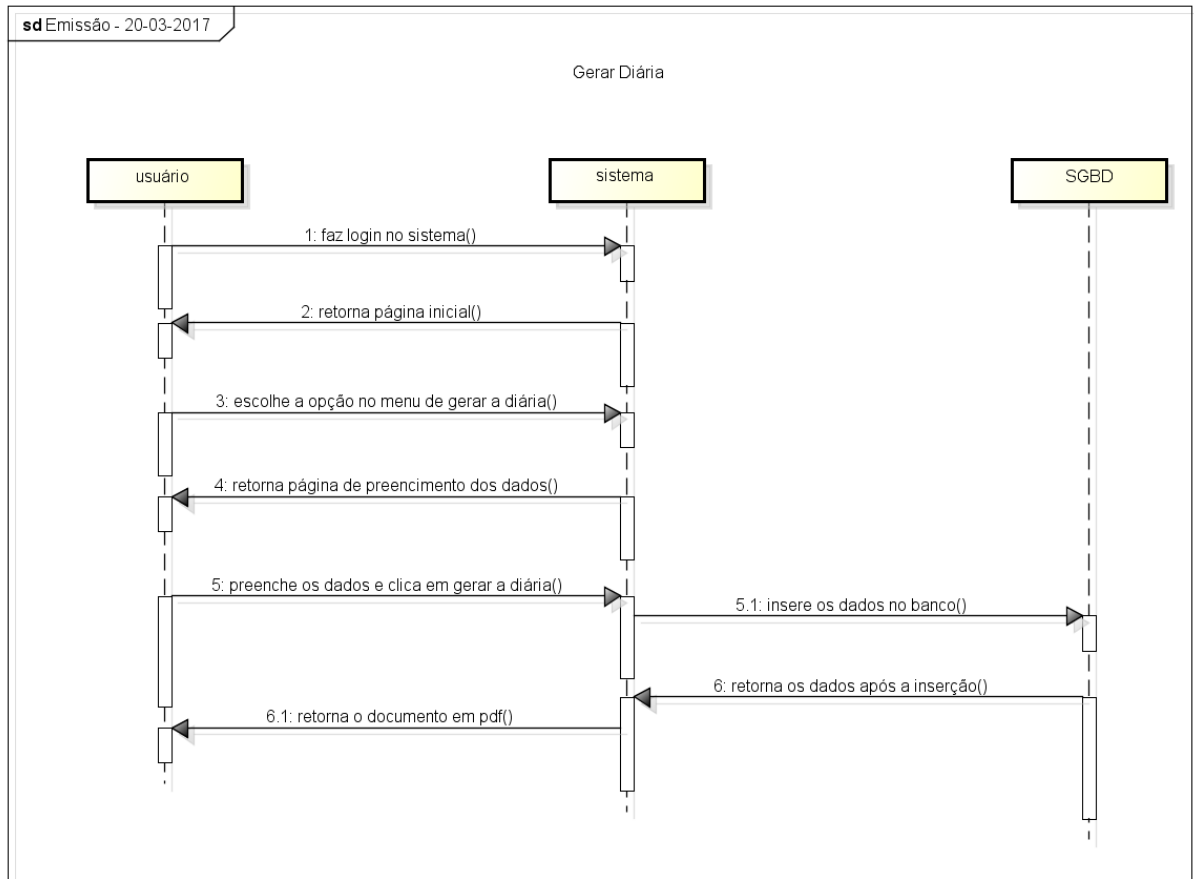 sd Emissão - 20-03-2017
Gerar Diária
usuário
sistema
SGBD
1: faz login no sistema()
2: retorna página inicial()
3: escolhe a opção no menu de gerar a diária()
4: retorna página de preencimento dos dados()
5: preenche os dados e clica em gerar a diária()
5.1: insere os dados no banco()
6: retorna os dados após a inserção()
6.1: retorna o documento em pdf()